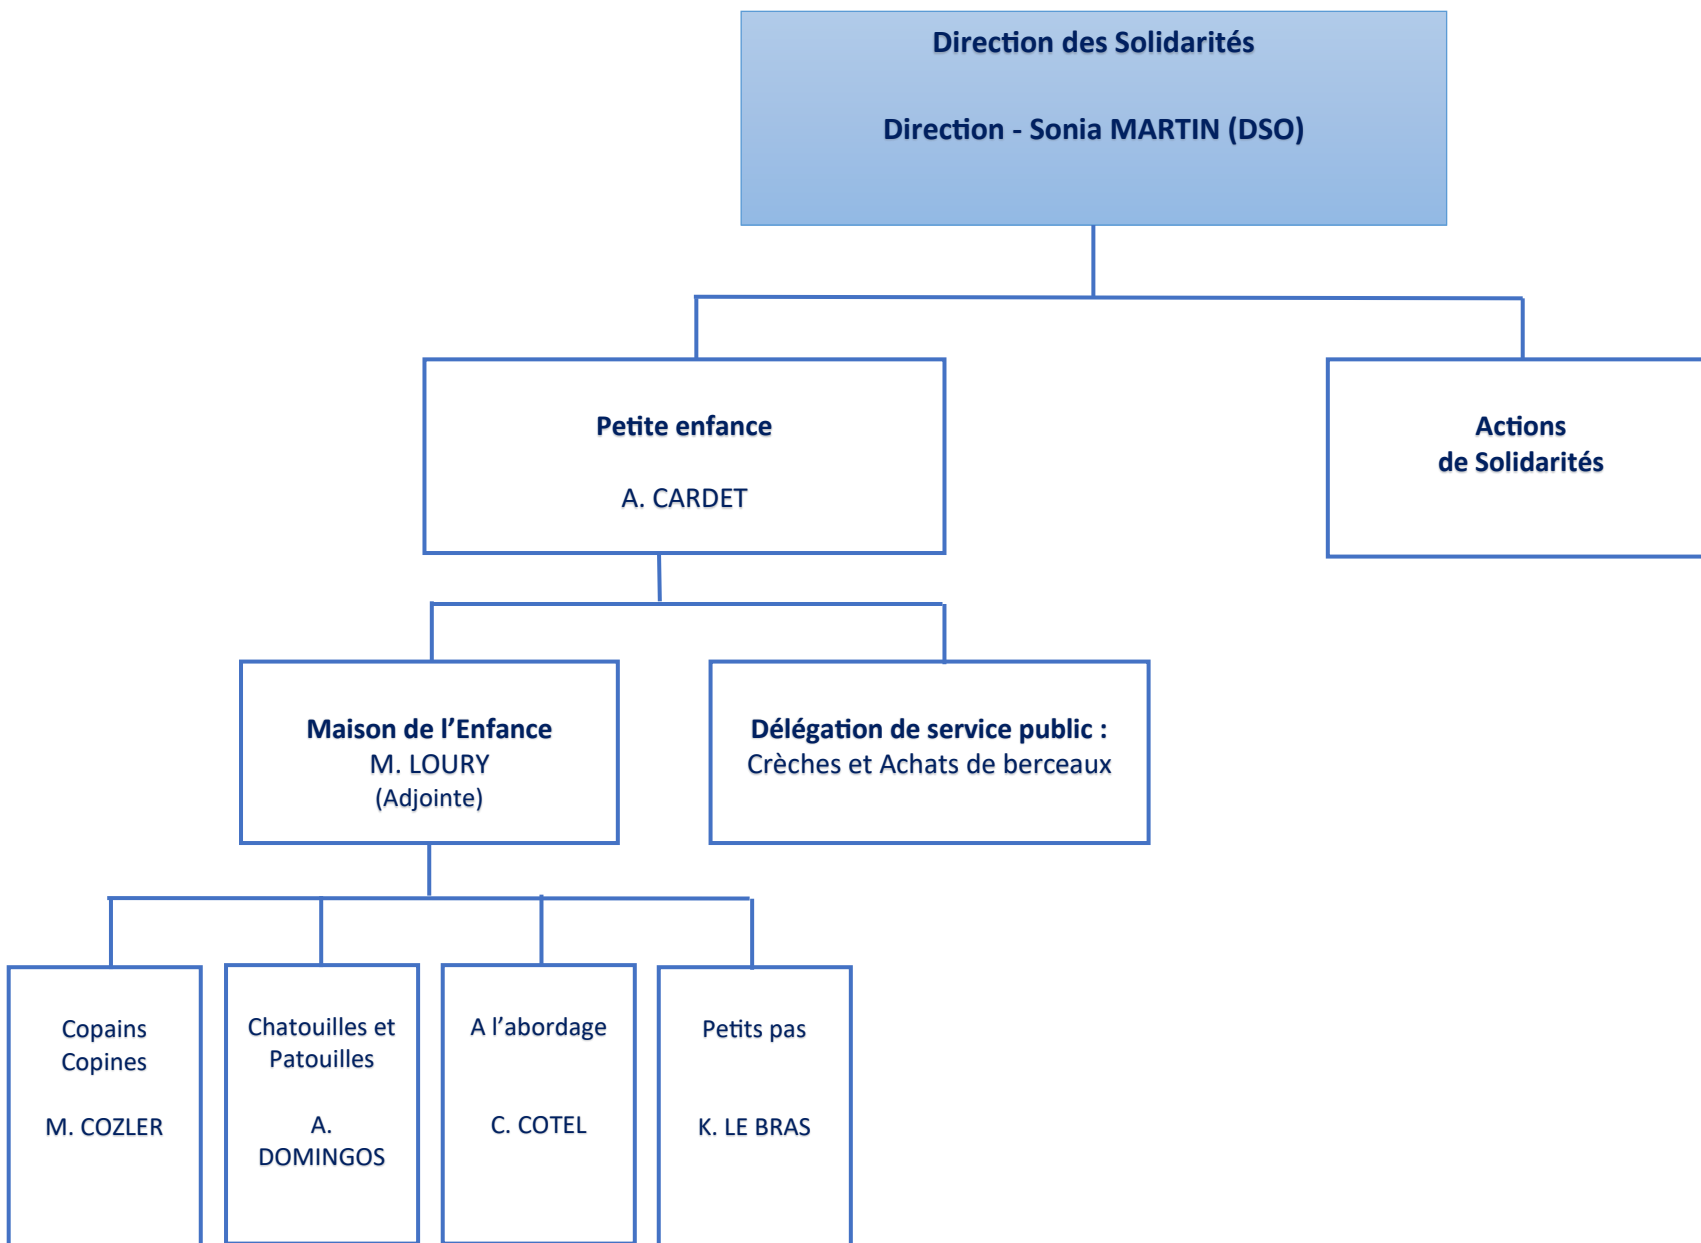 Direction des Solidarités
Direction - Sonia MARTIN (DSO)
Petite enfance
A. CARDET
Actions
de Solidarités
Maison de l’Enfance
M. LOURY
(Adjointe)
Délégation de service public :
Crèches et Achats de berceaux
Copains
Copines
M. COZLER
Chatouilles et
Patouilles
A.
DOMINGOS
A l’abordage
C. COTEL
Petits pas
K. LE BRAS